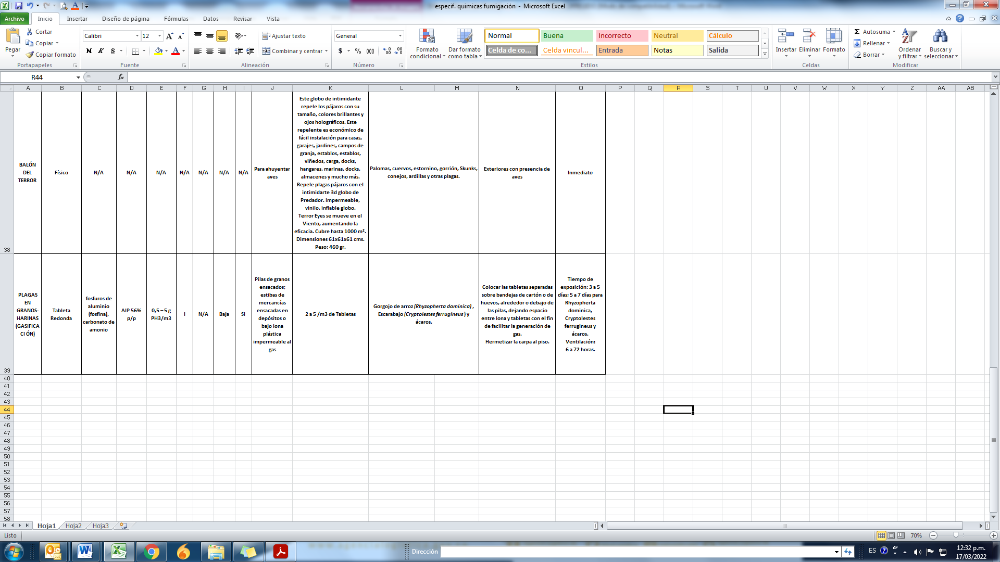 especif. quimicas fumigación - Microsoft Excel
Archivo Inicio Insertar Diseño de página Fórmulas Datos Revisar Vista
Pegar
Cortar
Copiar
Copiar formato
Portapapeles
Calibri 12
N K S
Fuente
Ajustar texto
Combinar y centrar
Alineación
General
$ % 000
Número
Formato
condicional
Dar formato
como tabla
Normal Buena Incorrecto Neutral Cálculo
Celda de co... Celda vincul... Entrada Notas Salida
Estilos
Insertar Eliminar Formato
Celdas
Autosuma
Rellenar
Borrar
Ordenar
y filtrar
Buscar y
seleccionar
Modificar
R44 fx
A B C D E F G H I J K L M N O P Q R S T U V W X Y Z AA AB
38
BALÓN
DEL
TERROR
Físico
N/A
N/A
N/A
N/A
N/A
N/A
N/A
Para ahuyentar
aves
Este globo de intimidante
repele los pájaros con su
tamaño, colores brillantes y
ojos holográficos. Este
repelente es económico de
fácil instalación para casas,
garajes, jardines, campos de
granja, establos, establos,
viñedos, carga, docks,
hangares, marinas, docks,
almacenes y mucho más.
Repele plagas pájaros con el
intimidarte 3d globo de
Predador. Impermeable,
vinilo, inflable globo.
Terror Eyes se mueve en el
Viento, aumentando la
eficacia. Cubre hasta 1000 m².
Dimensiones 61x61x61 cms.
Peso: 460 gr.
Palomas, cuervos, estornino, gorrión, Skunks,
conejos, ardillas y otras plagas.
Exteriores con presencia de
aves
Inmediato
39
PLAGAS
EN
GRANOS-
HARINAS
(GASIFICA
CI ÓN)
Tableta
Redonda
fosfuros de
aluminio
(fosfina),
carbonato de
amonio
AIP 56%
p/p
0,5 – 5 g
PH3/m3
I
N/A
Baja
SI
Pilas de granos
ensacados;
estibas de
mercancías
ensacadas en
depósitos o
bajo lona
plástica
impermeable al
gas
2 a 5 /m3 de Tabletas
Gorgojo de arroz (Rhyzopherta dominica) ,
Escarabajo (Cryptolestes ferrugineus ) y
ácaros.
Colocar las tabletas separadas
sobre bandejas de cartón o de
huevos, alrededor o debajo de
las pilas, dejando espacio
entre lona y tabletas con el fin
de facilitar la generación de
gas.
Hermetizar la carpa al piso.
Tiempo de
exposición: 3 a 5
días; 5 a 7 días para
Rhyzopherta
dominica,
Cryptolestes
ferrugineus y
ácaros.
Ventilación:
6 a 72 horas.
40
41
42
43
44
45
46
47
48
49
50
51
52
53
54
55
56
57
58
Hoja1 Hoja2 Hoja3
Listo
70%
Dirección
ES
12:32 p.m.
17/03/2022